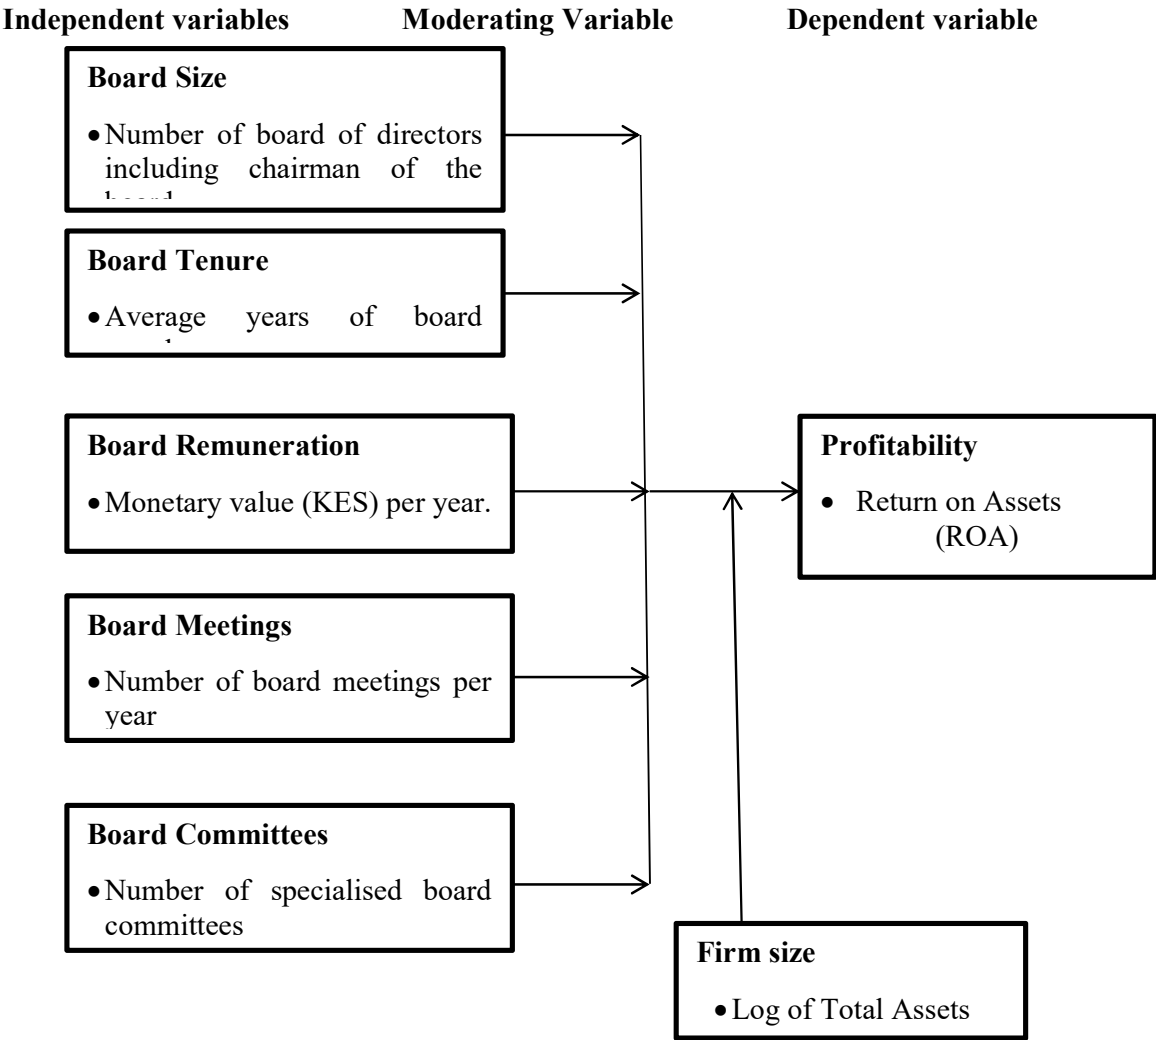 Independent variables Moderating Variable Dependent variable
Board Size
• Number of board of directors
including chairman of the
Board Tenure
• Average years of board
Board Remuneration
• Monetary value (KES) per year.
Board Meetings
• Number of board meetings per
year
Board Committees
• Number of specialised board
committees
Profitability
• Return on Assets
(ROA)
Firm size
• Log of Total Assets